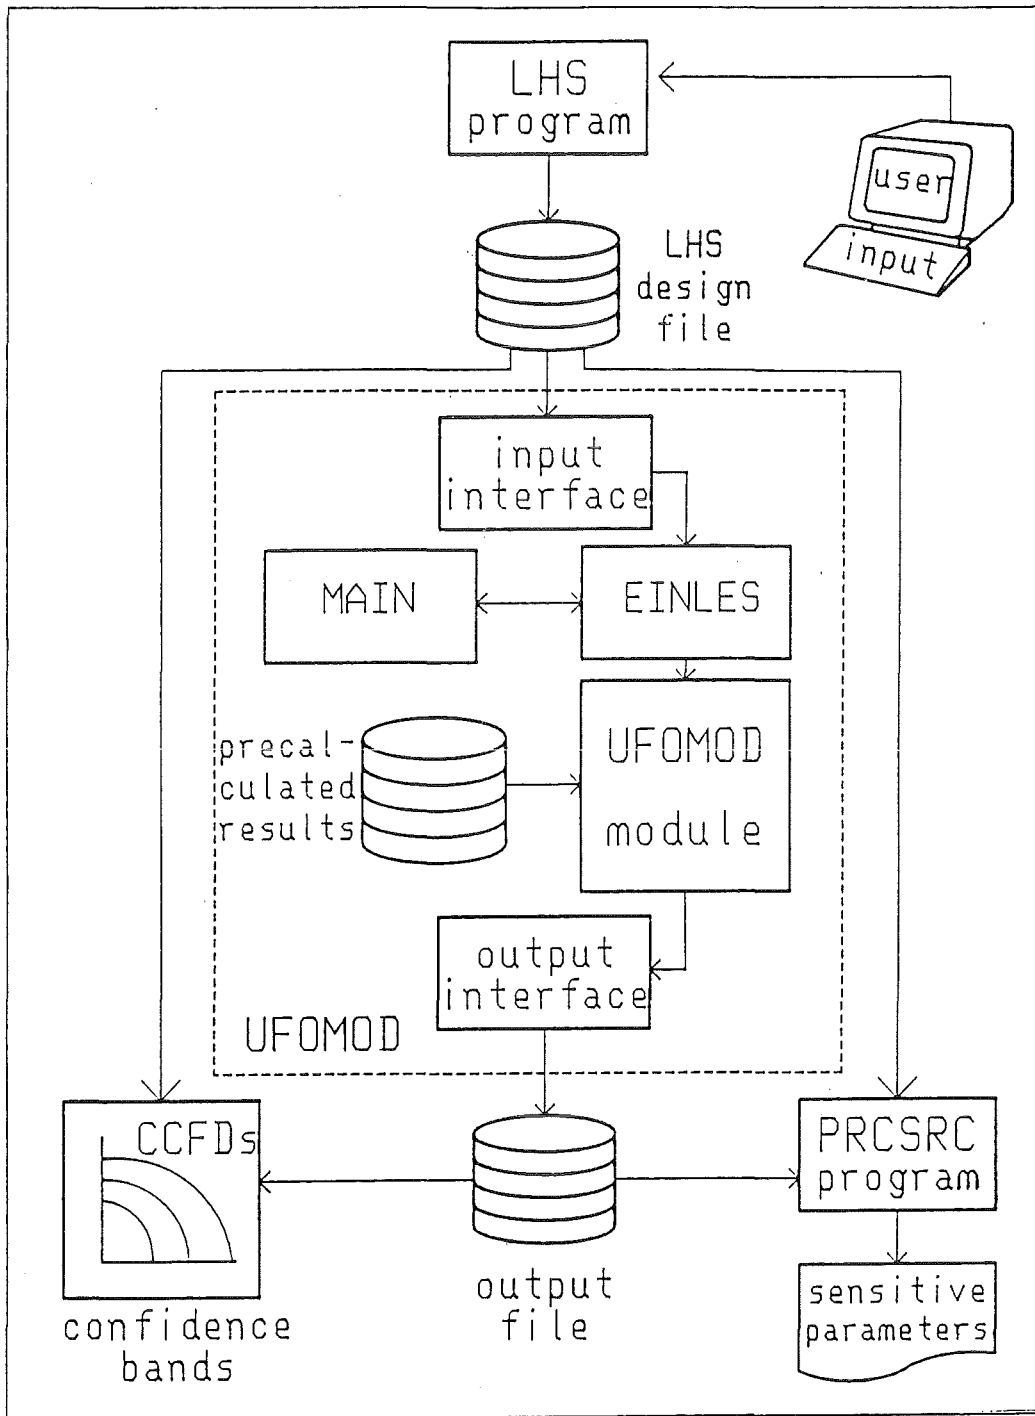 LHS
program
user
input
LHS
design
file
input
interface
MAIN
EINLES
precal-
culated
results
UFOMOD
module
output
interface
UFOMOD
CCFDs
PRCSRC
program
confidence
bands
output
file
sensitive
parameters